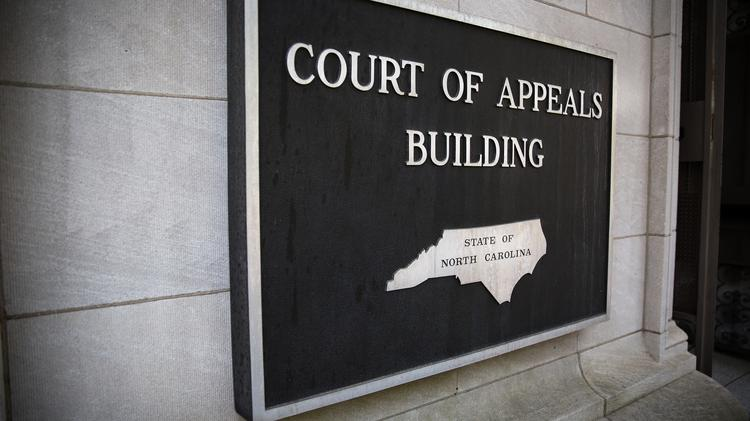 COURT OF APPEALS
BUILDING
STATE OF
NORTH CAROLINA